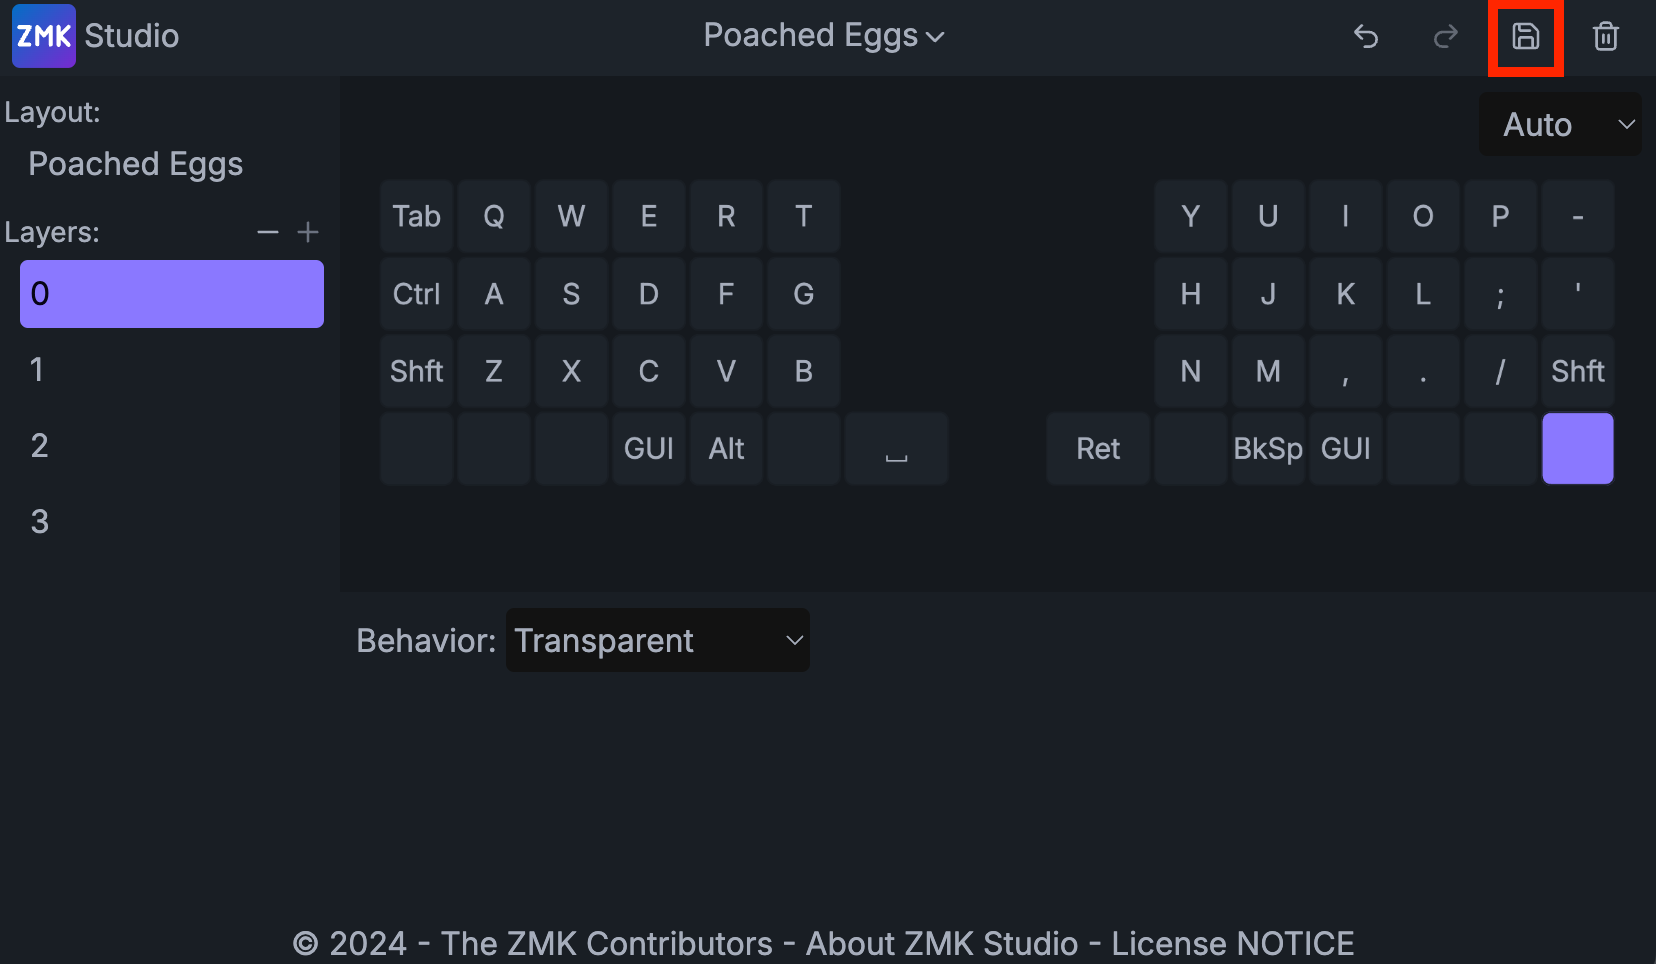 ZMK Studio
Poached Eggs
Layout:
Poached Eggs
Layers:
0
1
2
3
Auto
Tab Q W E R T Y U I O P -
Ctrl A S D F G H J K L ; '
Shft Z X C V B N M , . / Shft
GUI Alt ⎵ Ret BkSp GUI
Behavior: Transparent
© 2024 - The ZMK Contributors - About ZMK Studio - License NOTICE